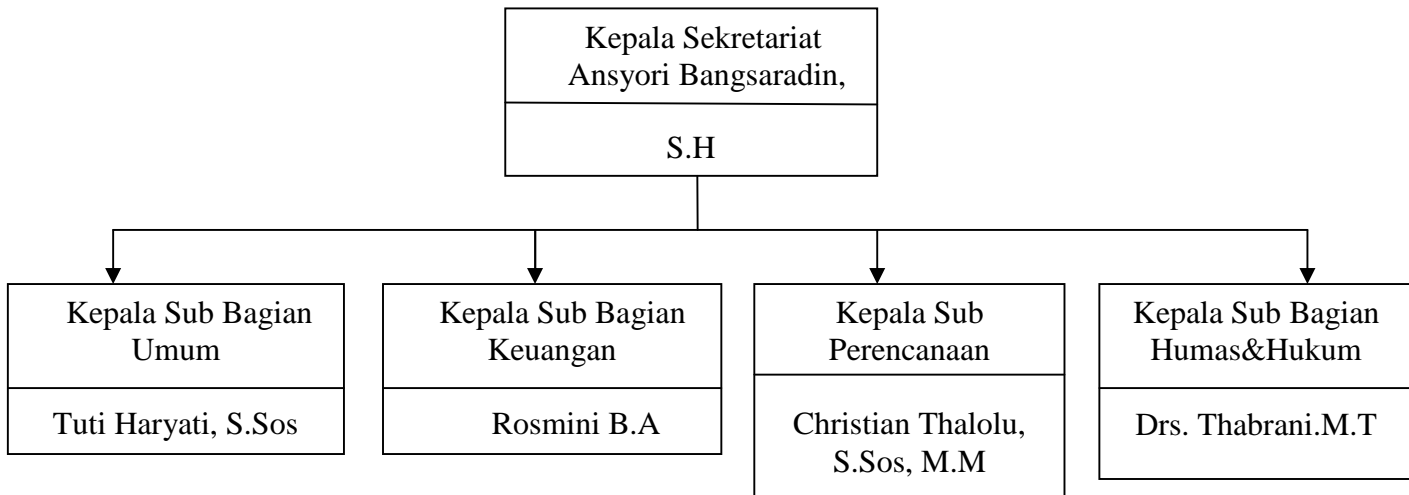 Kepala Sekretariat
Ansyori Bangsaradin,
S.H
Kepala Sub Bagian
Umum
Tuti Haryati, S.Sos
Kepala Sub Bagian
Keuangan
Rosmini B.A
Kepala Sub
Perencanaan
Christian Thalolu,
S.Sos, M.M
Kepala Sub Bagian
Humas&Hukum
Drs. Thabrani.M.T